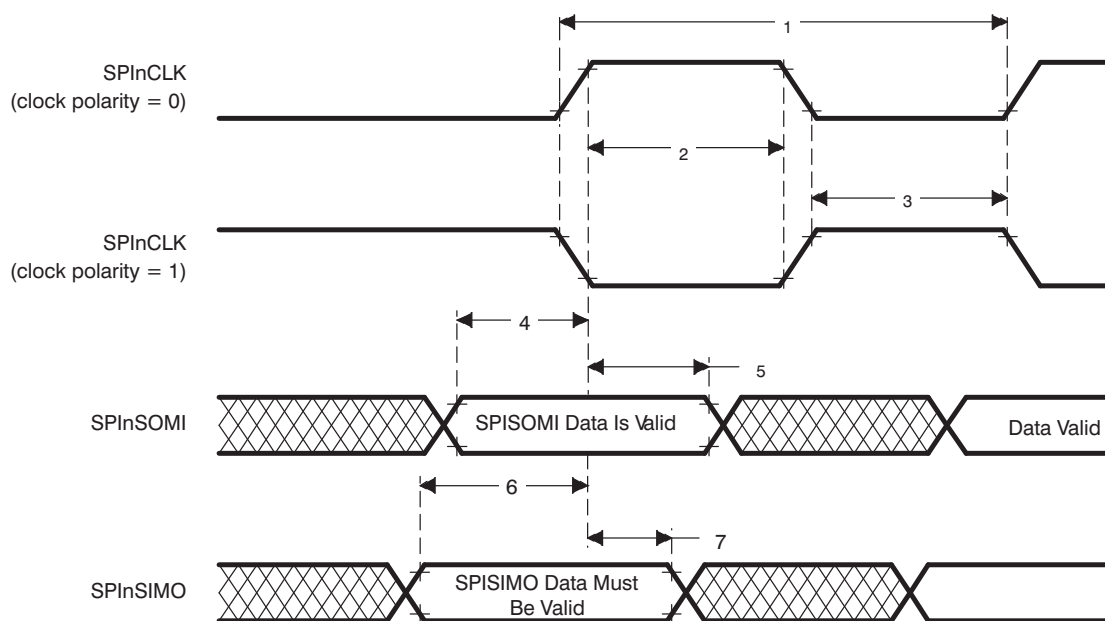 1
SPInCLK
(clock polarity = 0)
2
3
SPInCLK
(clock polarity = 1)
4
5
SPInSOMI
SPISOMI Data Is Valid
Data Valid
6
7
SPInSIMO
SPISIMO Data Must
Be Valid